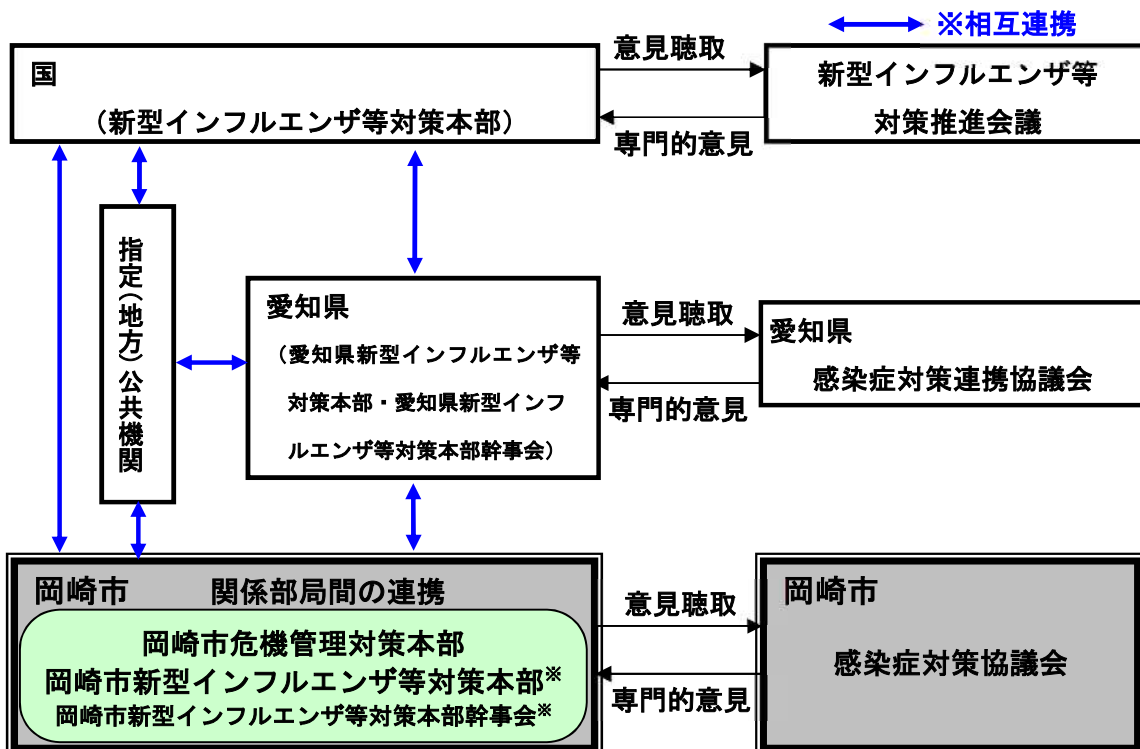 ※相互連携
国
（新型インフルエンザ等対策本部）
意見聴取
専門的意見
新型インフルエンザ等
対策推進会議
指定（地方）公共機関
愛知県
（愛知県新型インフルエンザ等
対策本部・愛知県新型インフ
ルエンザ等対策本部幹事会）
意見聴取
専門的意見
愛知県
感染症対策連携協議会
岡崎市　関係部局間の連携
岡崎市危機管理対策本部
岡崎市新型インフルエンザ等対策本部※
岡崎市新型インフルエンザ等対策本部幹事会※
意見聴取
専門的意見
岡崎市
感染症対策協議会